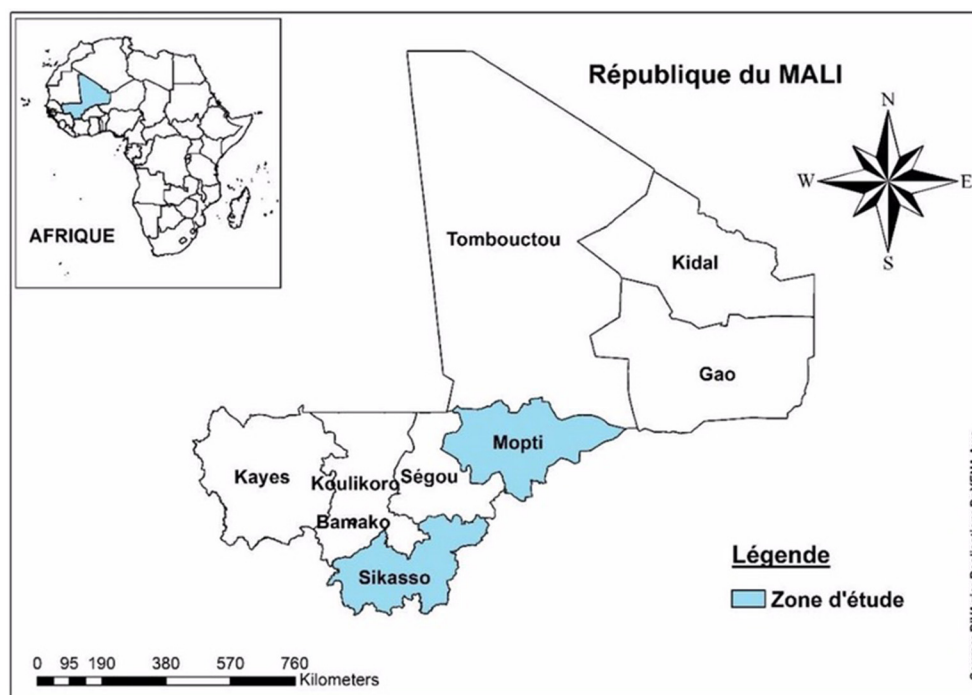 République du MALI
N
W
E
S
AFRIQUE
Tombouctou
Kidal
Gao
Mopti
Kayes
Koulikoro
Ségou
Bamako
Sikasso
Légende
Zone d'étude
0 95 190 380 570 760
Kilometers